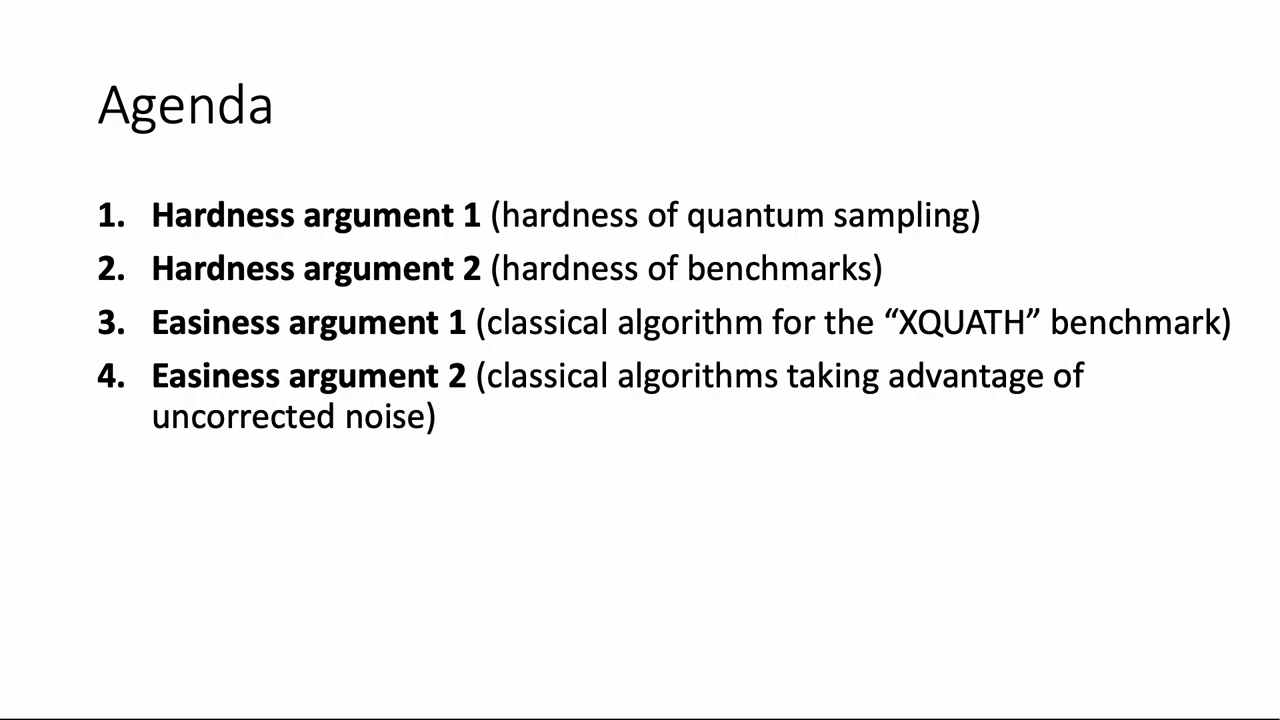 Agenda
1. Hardness argument 1 (hardness of quantum sampling)
2. Hardness argument 2 (hardness of benchmarks)
3. Easiness argument 1 (classical algorithm for the “XQUATH” benchmark)
4. Easiness argument 2 (classical algorithms taking advantage of
uncorrected noise)